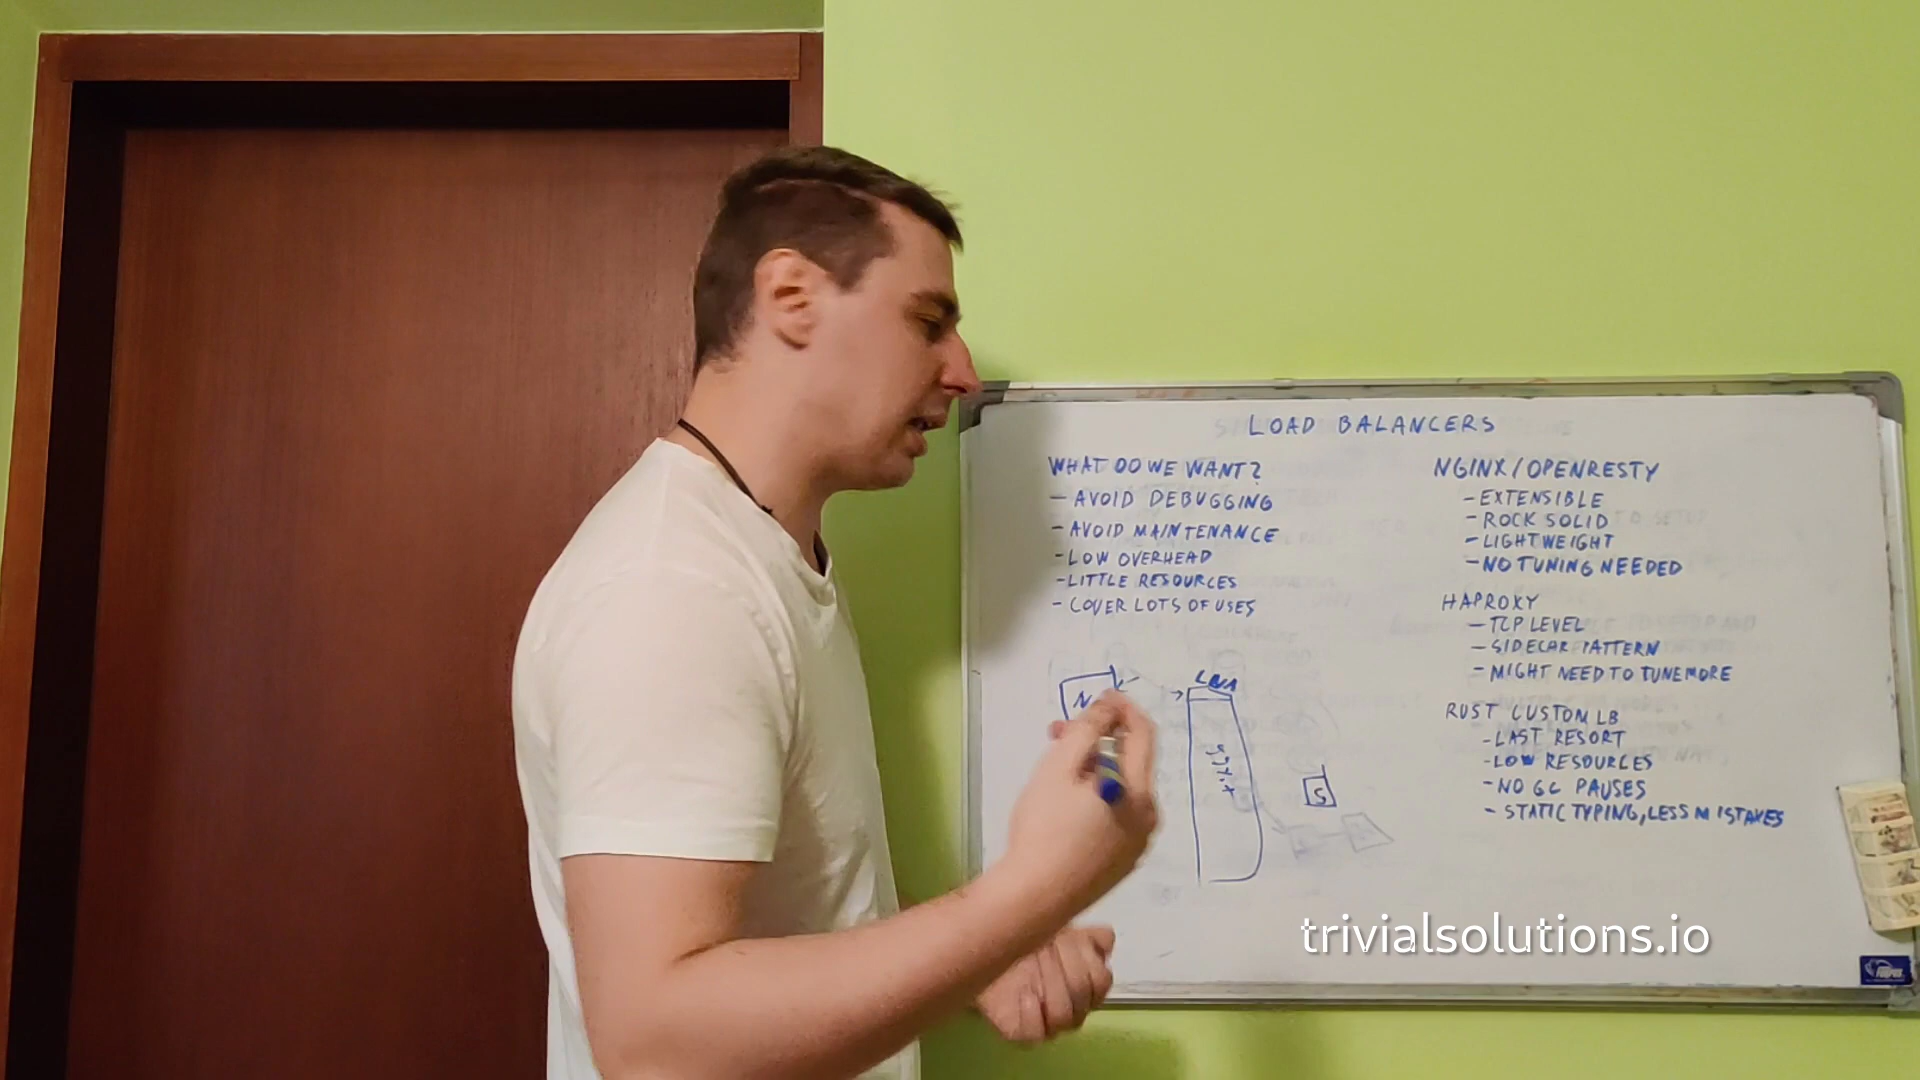 LOAD BALANCERS
WHAT DO WE WANT?
- AVOID DEBUGGING
- AVOID MAINTENANCE
- LOW OVERHEAD
- LITTLE RESOURCES
- COVER LOTS OF USES
NGINX/OPENRESTY
- EXTENSIBLE
- ROCK SOLID
- LIGHTWEIGHT
- NO TUNING NEEDED
HAPROXY
- TCP LEVEL
- SIDECAR PATTERN
- MIGHT NEED TO TUNE MORE
RUST CUSTOM LB
- LAST RESORT
- LOW RESOURCES
- NO GC PAUSES
- STATIC TYPING, LESS MISTAKES
N
S
trivialsolutions.io